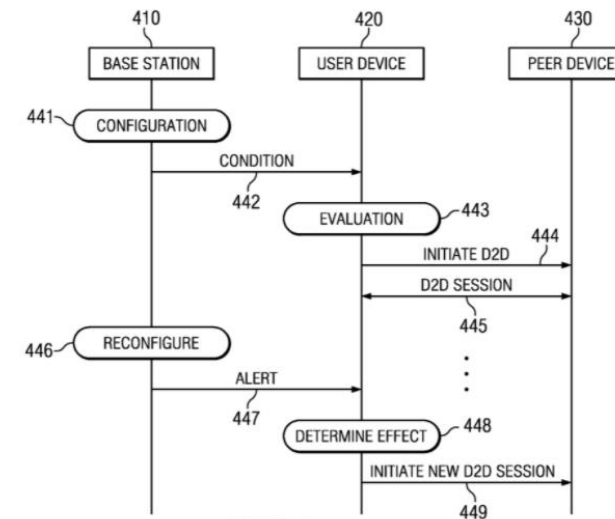 410 420 430
BASE STATION USER DEVICE PEER DEVICE
441 CONFIGURATION
CONDITION
442
EVALUATION 443
INITIATE D2D 444
D2D SESSION
445
446 RECONFIGURE
ALERT
447
DETERMINE EFFECT 448
INITIATE NEW D2D SESSION
449